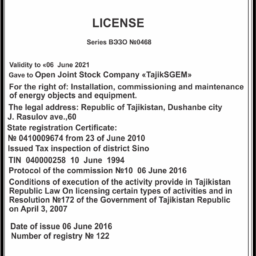 LICENSE
Series ВЭЗО №0468
Validity to «06 June 2021
Gave to Open Joint Stock Company «TajikSGEM»
For the right of: Installation, commissioning and maintenance
of energy objects and equipment.
The legal address: Republic of Tajikistan, Dushanbe city
J. Rasulov ave.,60
State registration Certificate:
№ 0410009674 from 23 of June 2010
Issued Tax inspection of district Sino
TIN 040000258 10 June 1994
Protocol of the commission №10 06 June 2016
Conditions of execution of the activity provide in Tajikistan
Republic Law On licensing certain types of activities and in
Resolution №172 of the Government of Tajikistan Republic
on April 3, 2007
Date of issue 06 June 2016
Number of registry № 122